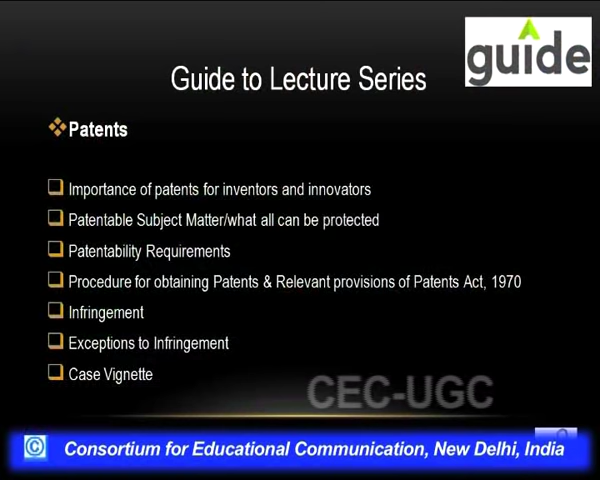 guide
Guide to Lecture Series
Patents
Importance of patents for inventors and innovators
Patentable Subject Matter/what all can be protected
Patentability Requirements
Procedure for obtaining Patents & Relevant provisions of Patents Act, 1970
Infringement
Exceptions to Infringement
Case Vignette
CEC-UGC
© Consortium for Educational Communication, New Delhi, India